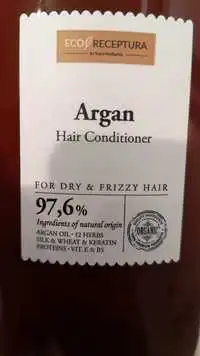 ECO RECEPTURA
Argan
Hair Conditioner
FOR DRY & FRIZZY HAIR
97,6%
Ingredients of natural origin
ARGAN OIL · 12 HERBS
SILK & WHEAT & KERATIN
PROTEINS · VIT. E & B5
ORGANIC